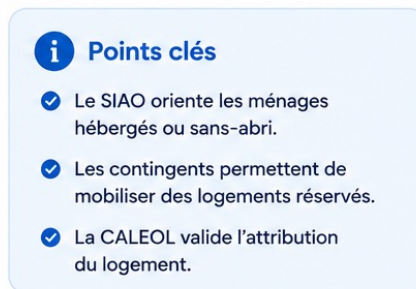 Points clés
Le SIAO oriente les ménages
hébergés ou sans-abri.
Les contingents permettent de
mobiliser des logements réservés.
La CALEOL valide l'attribution
du logement.